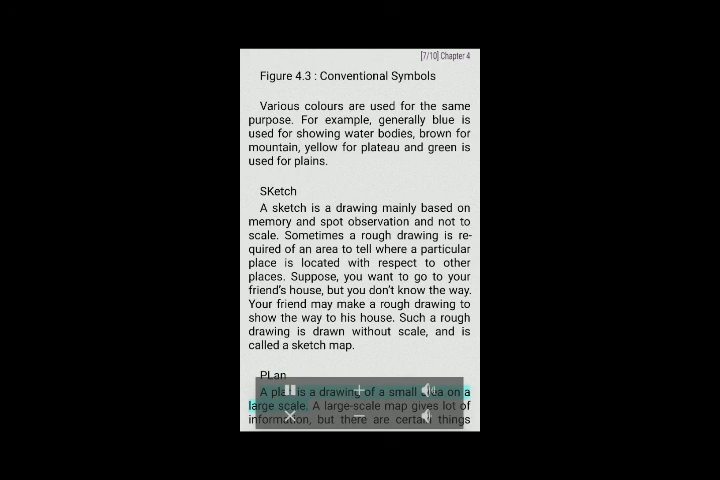 [7/10] Chapter 4
Figure 4.3 : Conventional Symbols
Various colours are used for the same
purpose. For example, generally blue is
used for showing water bodies, brown for
mountain, yellow for plateau and green is
used for plains.
SKetch
A sketch is a drawing mainly based on
memory and spot observation and not to
scale. Sometimes a rough drawing is re-
quired of an area to tell where a particular
place is located with respect to other
places. Suppose, you want to go to your
friend's house, but you don't know the way.
Your friend may make a rough drawing to
show the way to his house. Such a rough
drawing is drawn without scale, and is
called a sketch map.
PLan
A plan is a drawing of a small area on a
large scale. A large-scale map gives lot of
information, but there are certain things